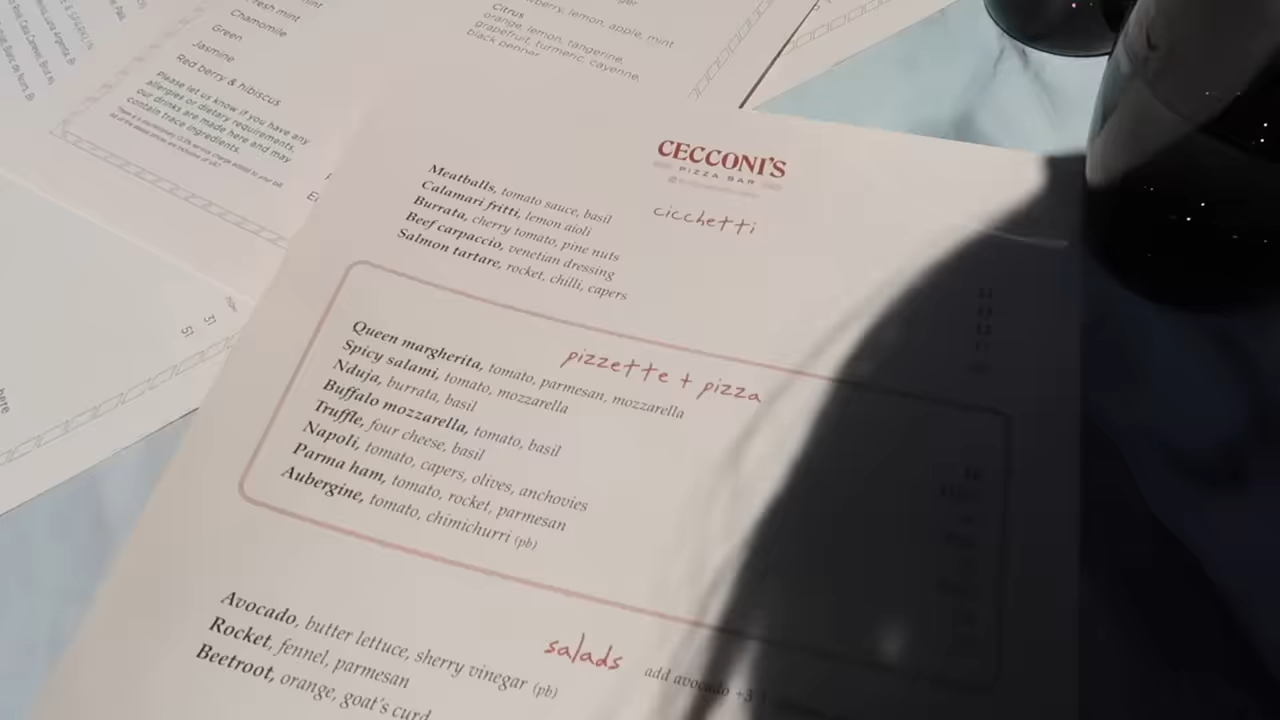 erry, lemon, apple, mint
Citrus
orange, lemon, tangerine,
grapefruit, turmeric, cayenne,
black pepper
Fresh mint
Chamomile
Green
Jasmine
Red berry & hibiscus
Please let us know if you have any
allergies or dietary requirements,
our drinks are made here and may
contain trace ingredients.
31
51
CECCONI'S
PIZZA BAR
cicchetti
Meatballs, tomato sauce, basil
Calamari fritti, lemon aioli
Burrata, cherry tomato, pine nuts
Beef carpaccio, venetian dressing
Salmon tartare, rocket, chilli, capers
pizzette + pizza
Queen margherita, tomato, parmesan, mozzarella
Spicy salami, tomato, mozzarella
Nduja, burrata, basil
Buffalo mozzarella, tomato, basil
Truffle, four cheese, basil
Napoli, tomato, capers, olives, anchovies
Parma ham, tomato, rocket, parmesan
Aubergine, tomato, chimichurri (pb)
salads
add avocado +3
Avocado, butter lettuce, sherry vinegar (pb)
Rocket, fennel, parmesan
Beetroot, orange, goat's curd